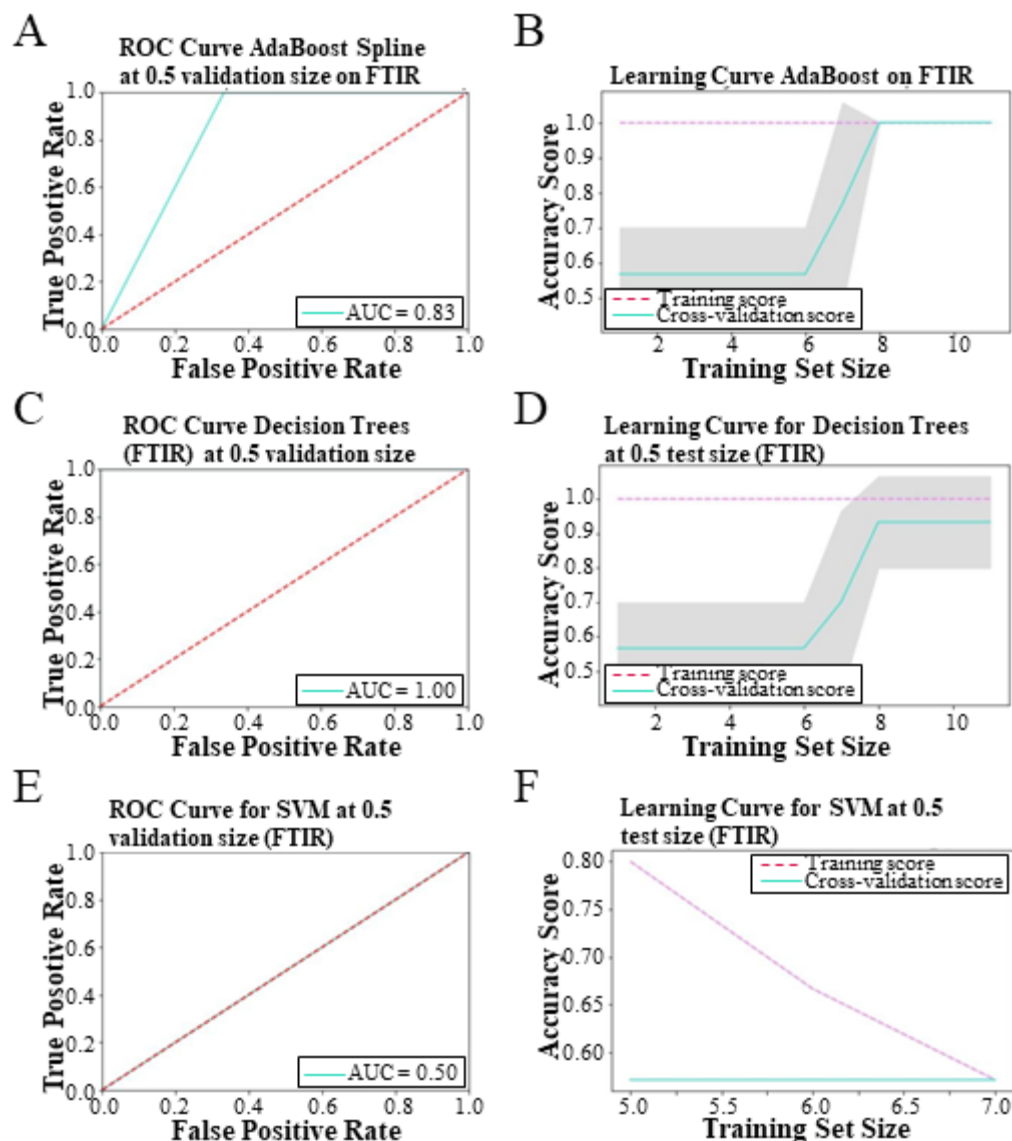 A
ROC Curve AdaBoost Spline
at 0.5 validation size on FTIR
True Posotive Rate
1.0
0.8
0.6
0.4
0.2
0.0
AUC = 0.83
0.0 0.2 0.4 0.6 0.8 1.0
False Positive Rate
B
Learning Curve AdaBoost on FTIR
Accuracy Score
1.0
0.9
0.8
0.7
0.6
0.5
Training score
Cross-validation score
2 4 6 8 10
Training Set Size
C
ROC Curve Decision Trees
(FTIR) at 0.5 validation size
True Posotive Rate
1.0
0.8
0.6
0.4
0.2
0.0
AUC = 1.00
0.0 0.2 0.4 0.6 0.8 1.0
False Positive Rate
D
Learning Curve for Decision Trees
at 0.5 test size (FTIR)
Accuracy Score
1.0
0.9
0.8
0.7
0.6
0.5
Training score
Cross-validation score
2 4 6 8 10
Training Set Size
E
ROC Curve for SVM at 0.5
validation size (FTIR)
True Posotive Rate
1.0
0.8
0.6
0.4
0.2
0.0
AUC = 0.50
0.0 0.2 0.4 0.6 0.8 1.0
False Positive Rate
F
Learning Curve for SVM at 0.5
test size (FTIR)
Accuracy Score
0.80
0.75
0.70
0.65
0.60
Training score
Cross-validation score
5.0 5.5 5.5 6.0 6.5 7.0
Training Set Size